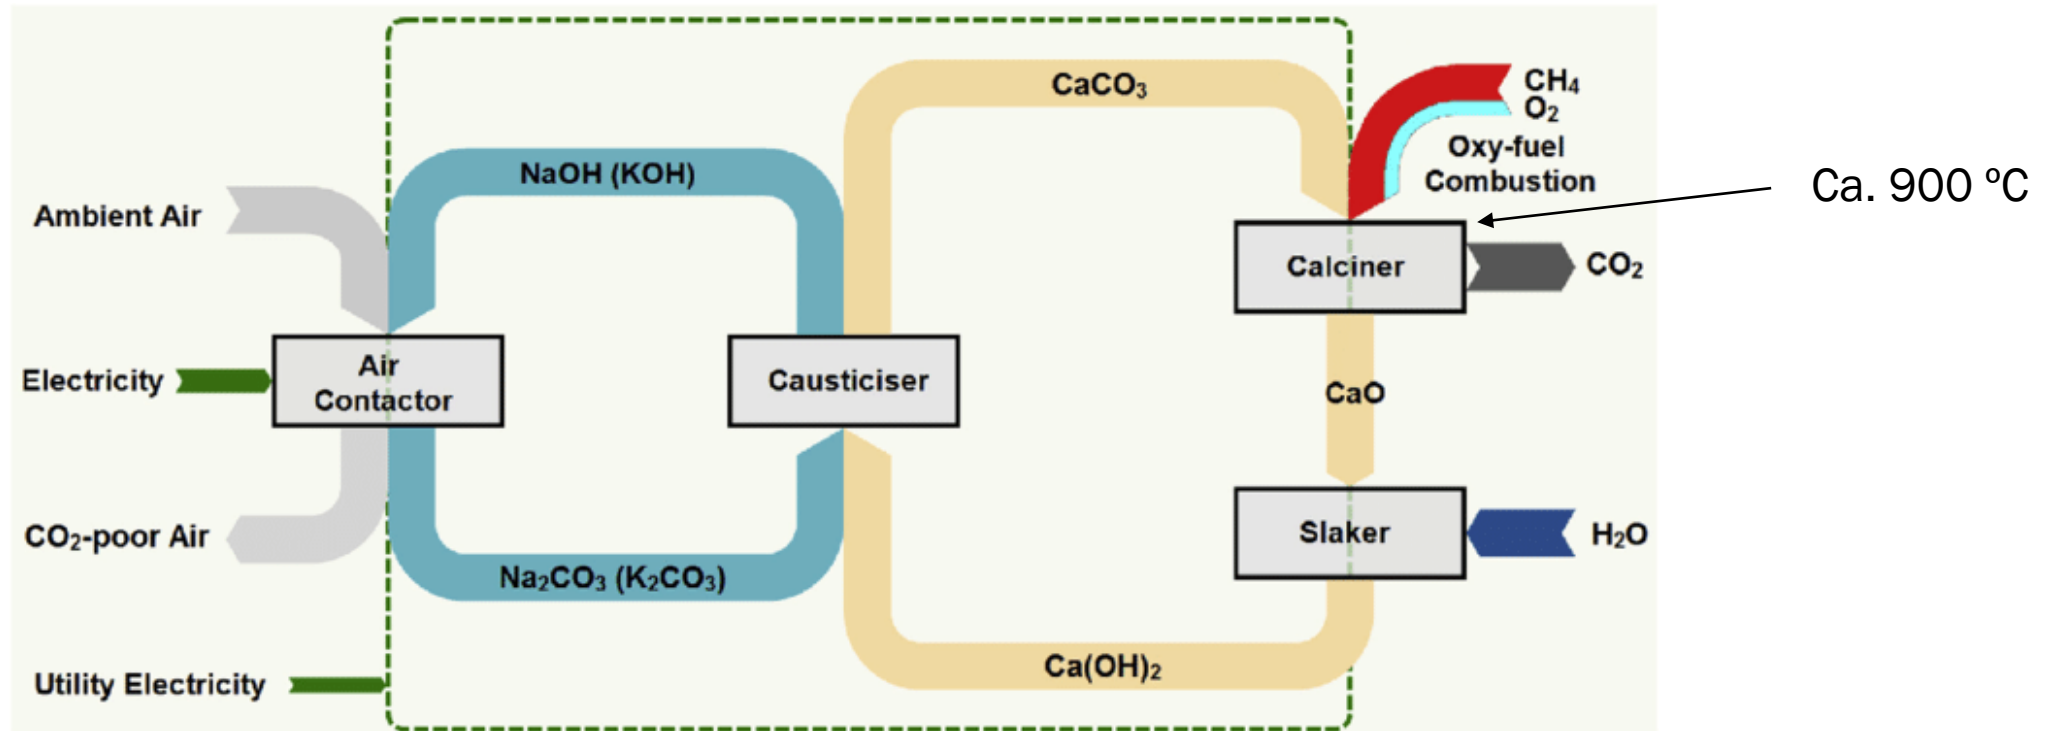 CaCO₃
CH₄
O₂
Oxy-fuel
Combustion
Ca. 900 ºC
NaOH (KOH)
Ambient Air
Calciner
CO₂
Air
Contactor
Electricity
Causticiser
CaO
CO₂-poor Air
Slaker
H₂O
Na₂CO₃ (K₂CO₃)
Ca(OH)₂
Utility Electricity